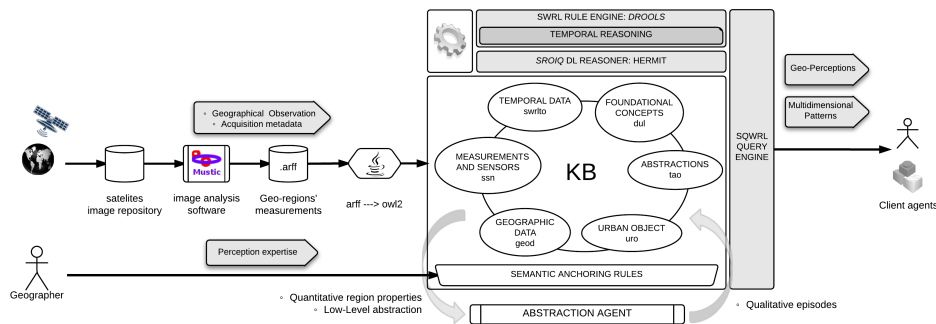 SWRL RULE ENGINE: DROOLS
TEMPORAL REASONING
SROIQ DL REASONER: HERMIT
Geo-Perceptions
Multidimensional
Patterns
SQWRL
QUERY
ENGINE
◦ Geographical Observation
◦ Acquisition metadata
TEMPORAL DATA
swrlto
FOUNDATIONAL
CONCEPTS
dul
MEASUREMENTS
AND SENSORS
ssn
KB
ABSTRACTIONS
tao
GEOGRAPHIC
DATA
geod
URBAN OBJECT
uro
Mustic
.arff
satelites
image repository
image analysis
software
Geo-regions'
measurements
arff ---> owl2
Client agents
Perception expertise
SEMANTIC ANCHORING RULES
Geographer
◦ Quantitative region properties
◦ Low-Level abstraction
ABSTRACTION AGENT
◦ Qualitative episodes